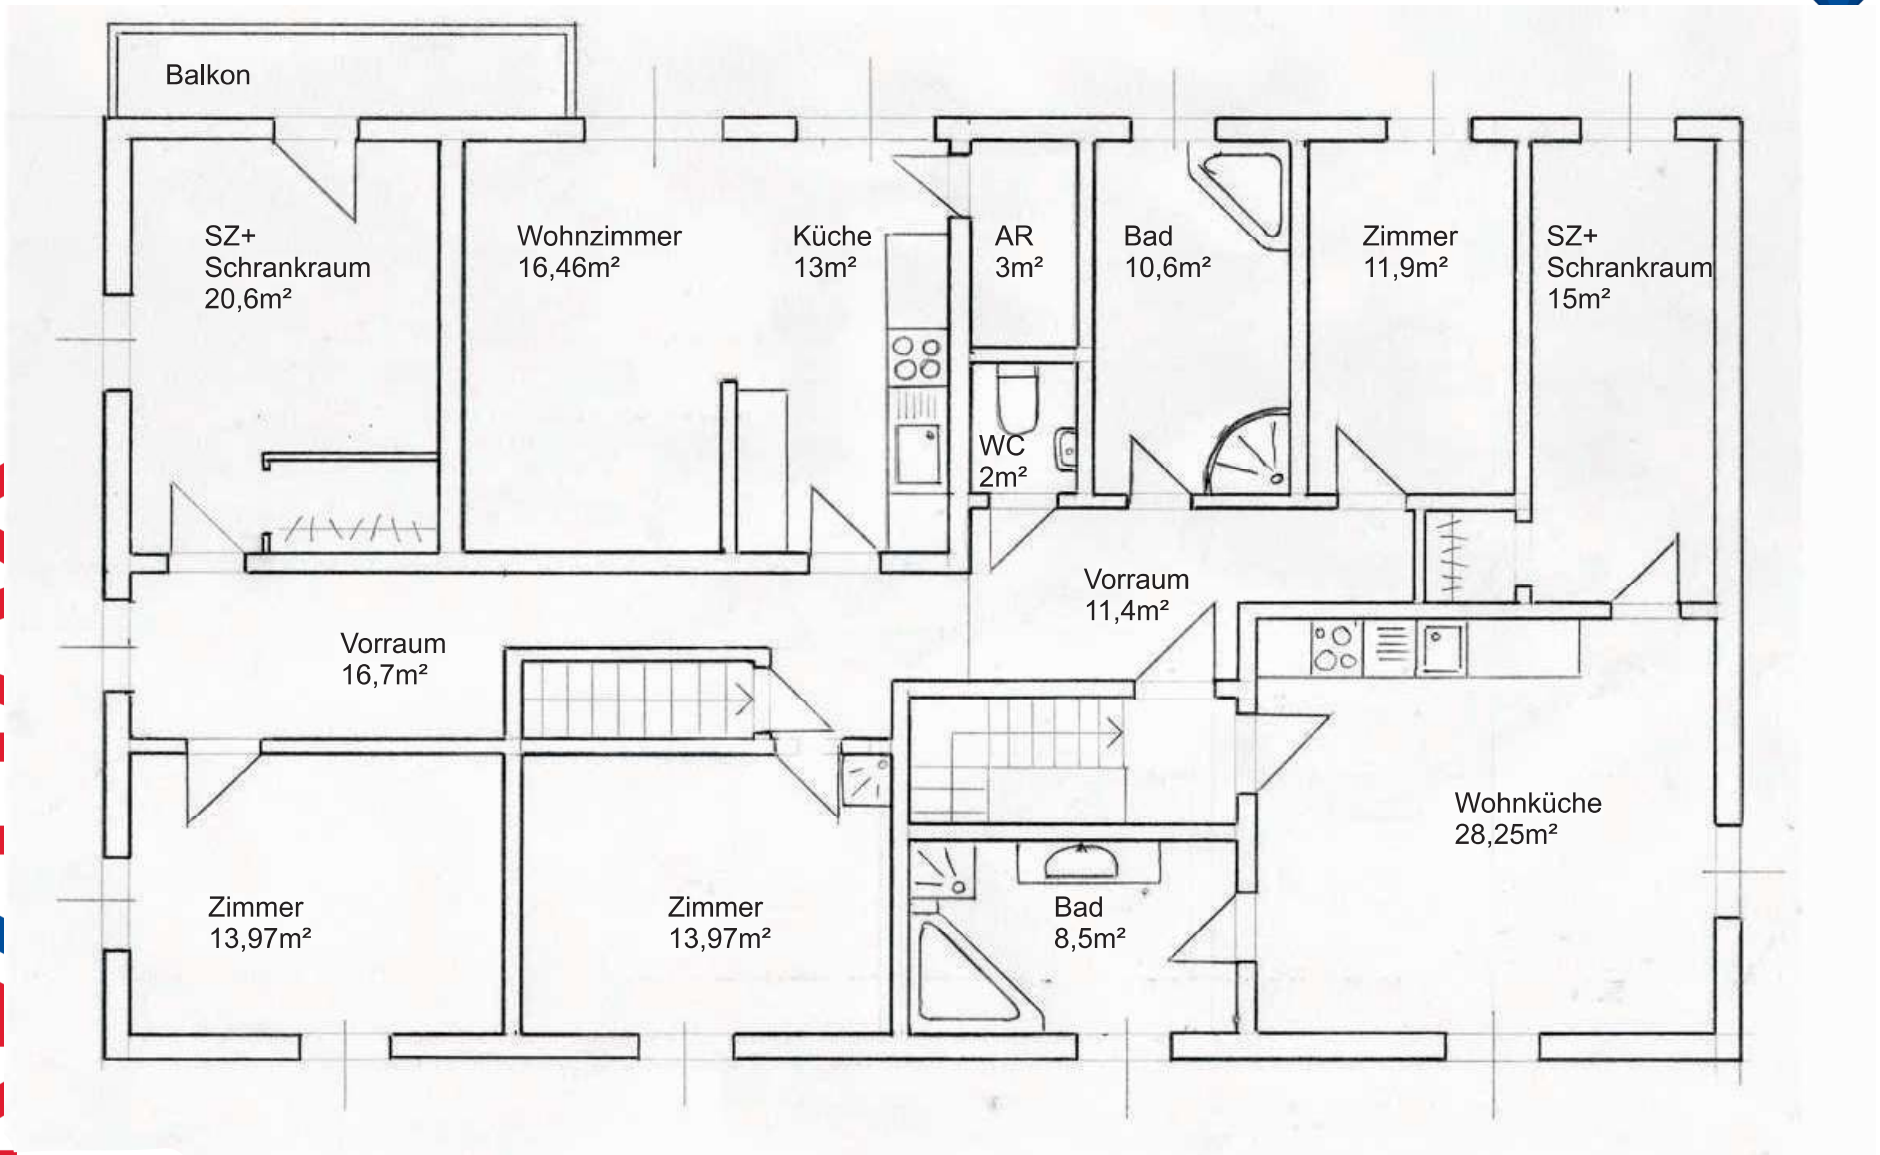 Balkon
SZ+
Schrankraum
20,6m²
Wohnzimmer
16,46m²
Küche
13m²
AR
3m²
Bad
10,6m²
Zimmer
11,9m²
SZ+
Schrankraum
15m²
WC
2m²
Vorraum
11,4m²
Vorraum
16,7m²
Wohnküche
28,25m²
Zimmer
13,97m²
Zimmer
13,97m²
Bad
8,5m²